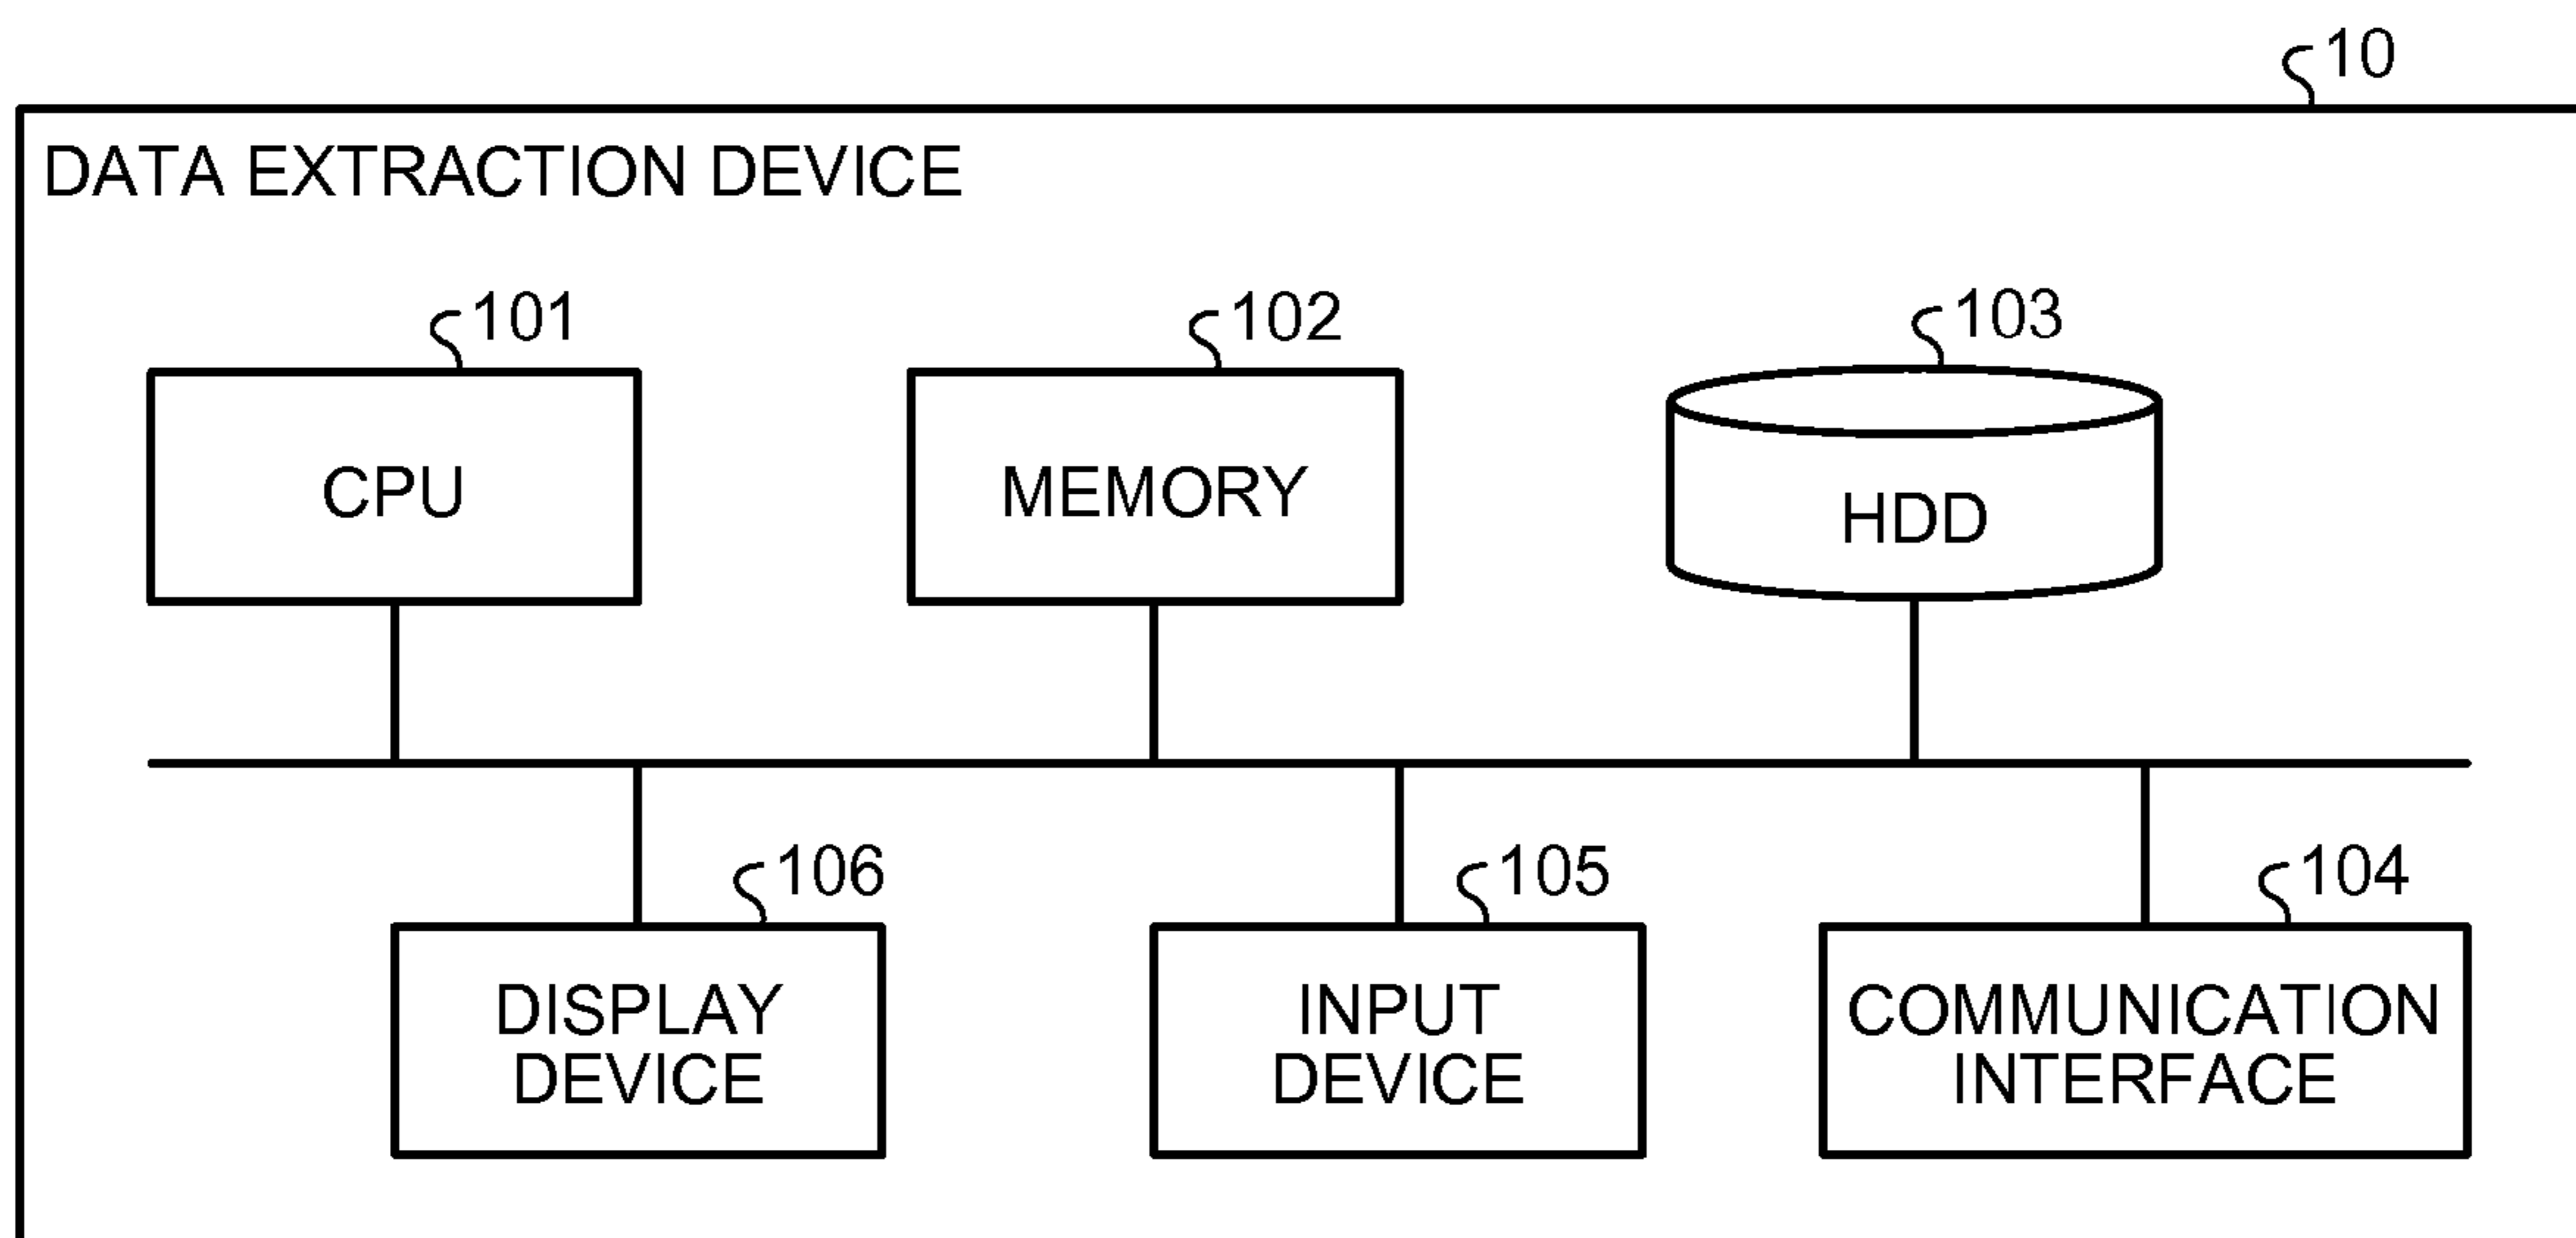 10
DATA EXTRACTION DEVICE
101
102
103
CPU
MEMORY
HDD
106
105
104
DISPLAY
DEVICE
INPUT
DEVICE
COMMUNICATION
INTERFACE